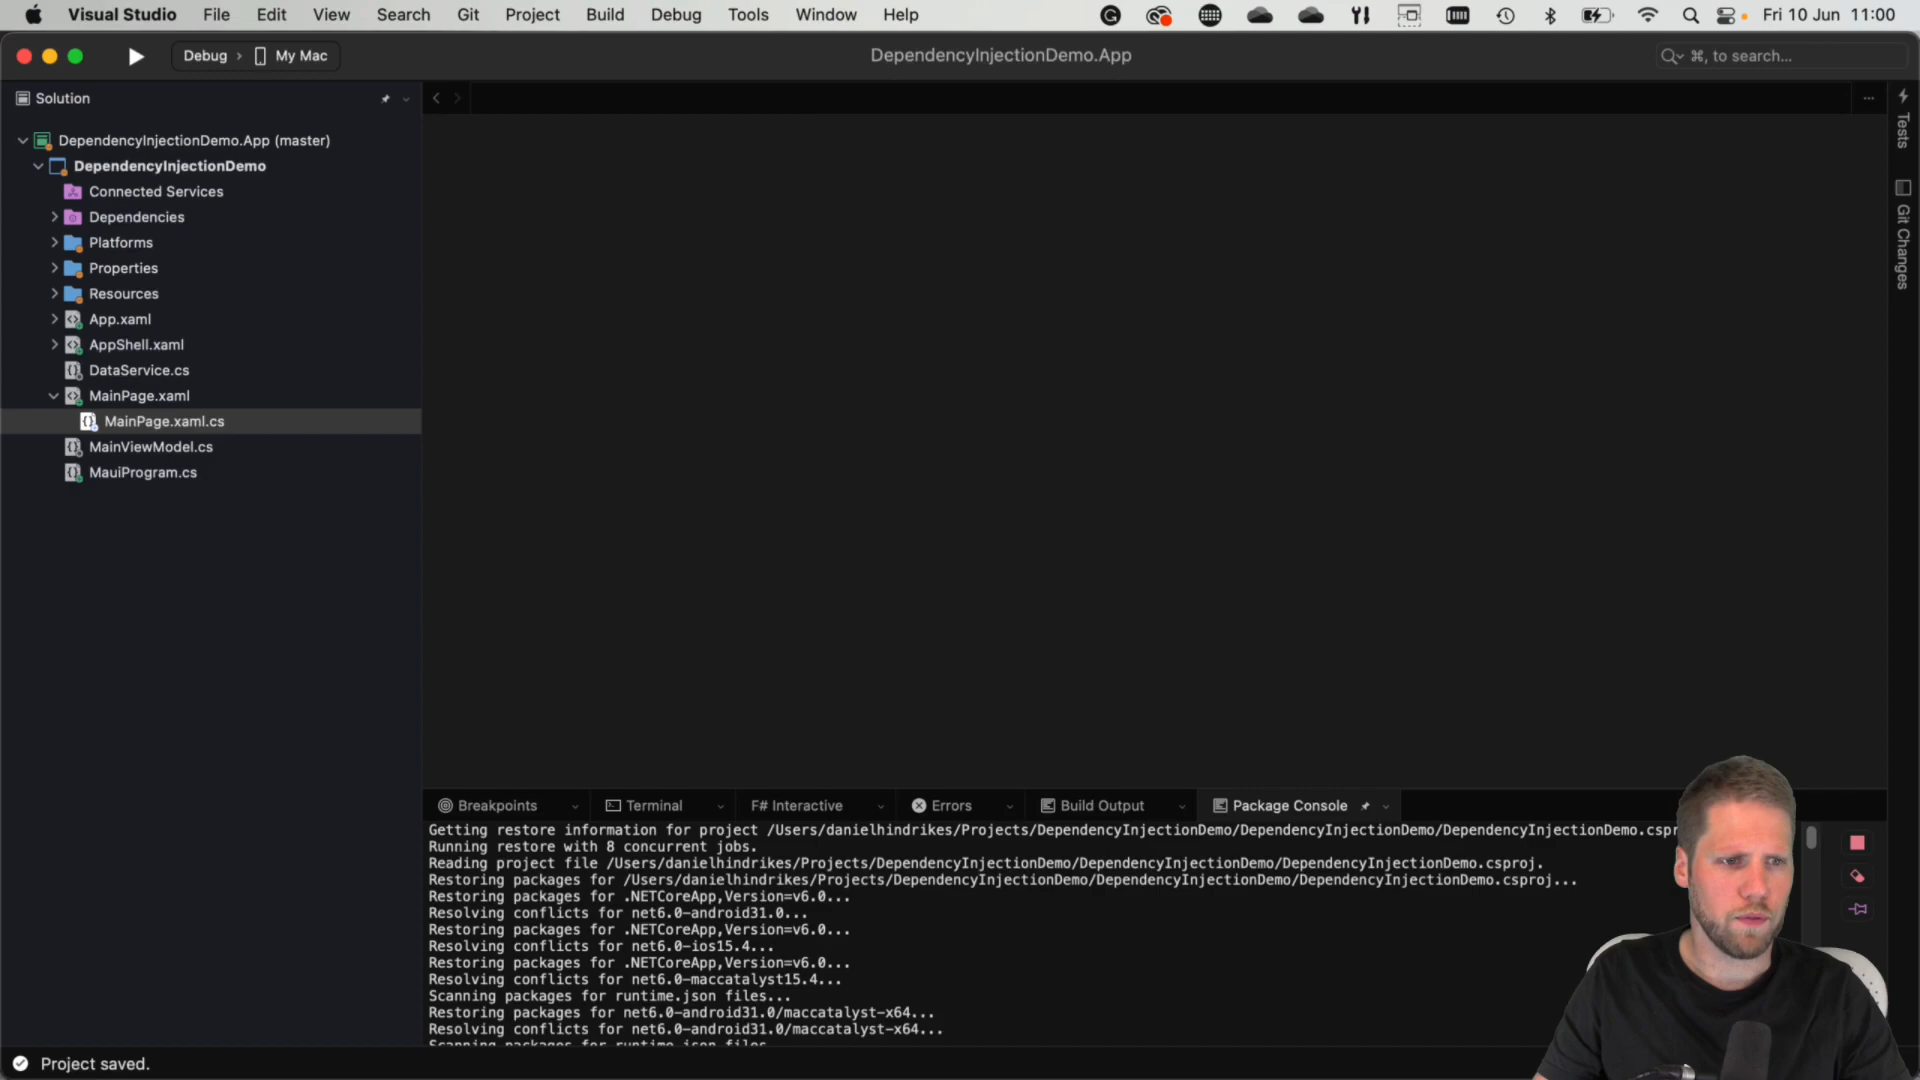 Visual Studio File Edit View Search Git Project Build Debug Tools Window Help Fri 10 Jun 11:00
Debug › My Mac
DependencyInjectionDemo.App
⌘, to search...
Solution
DependencyInjectionDemo.App (master)
DependencyInjectionDemo
Connected Services
Dependencies
Platforms
Properties
Resources
App.xaml
AppShell.xaml
DataService.cs
MainPage.xaml
MainPage.xaml.cs
MainViewModel.cs
MauiProgram.cs
Tests
Git Changes
Breakpoints Terminal F# Interactive Errors Build Output Package Console
Getting restore information for project /Users/danielhindrikes/Projects/DependencyInjectionDemo/DependencyInjectionDemo/DependencyInjectionDemo.cspr
Running restore with 8 concurrent jobs.
Reading project file /Users/danielhindrikes/Projects/DependencyInjectionDemo/DependencyInjectionDemo/DependencyInjectionDemo.csproj.
Restoring packages for /Users/danielhindrikes/Projects/DependencyInjectionDemo/DependencyInjectionDemo/DependencyInjectionDemo.csproj...
Restoring packages for .NETCoreApp,Version=v6.0...
Resolving conflicts for net6.0-android31.0...
Restoring packages for .NETCoreApp,Version=v6.0...
Resolving conflicts for net6.0-ios15.4...
Restoring packages for .NETCoreApp,Version=v6.0...
Resolving conflicts for net6.0-maccatalyst15.4...
Scanning packages for runtime.json files...
Restoring packages for net6.0-android31.0/maccatalyst-x64...
Resolving conflicts for net6.0-android31.0/maccatalyst-x64...
Scanning packages for runtime.json files
Project saved.